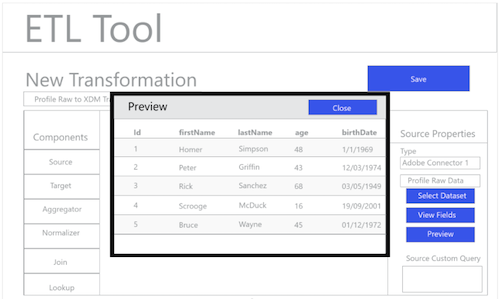 ETL Tool
New Transformation
Save
Profile Raw to XDM Tra
Preview
Close
Id firstName lastName age birthDate
1 Homer Simpson 48 1/1/1969
2 Peter Griffin 43 12/03/1974
3 Rick Sanchez 68 03/05/1949
4 Scrooge McDuck 16 19/09/2001
5 Bruce Wayne 45 01/12/1972
Components
Source
Target
Aggregator
Normalizer
Join
Lookup
Source Properties
Type
Adobe Connector 1
Profile Raw Data
Select Dataset
View Fields
Preview
Source Custom Query